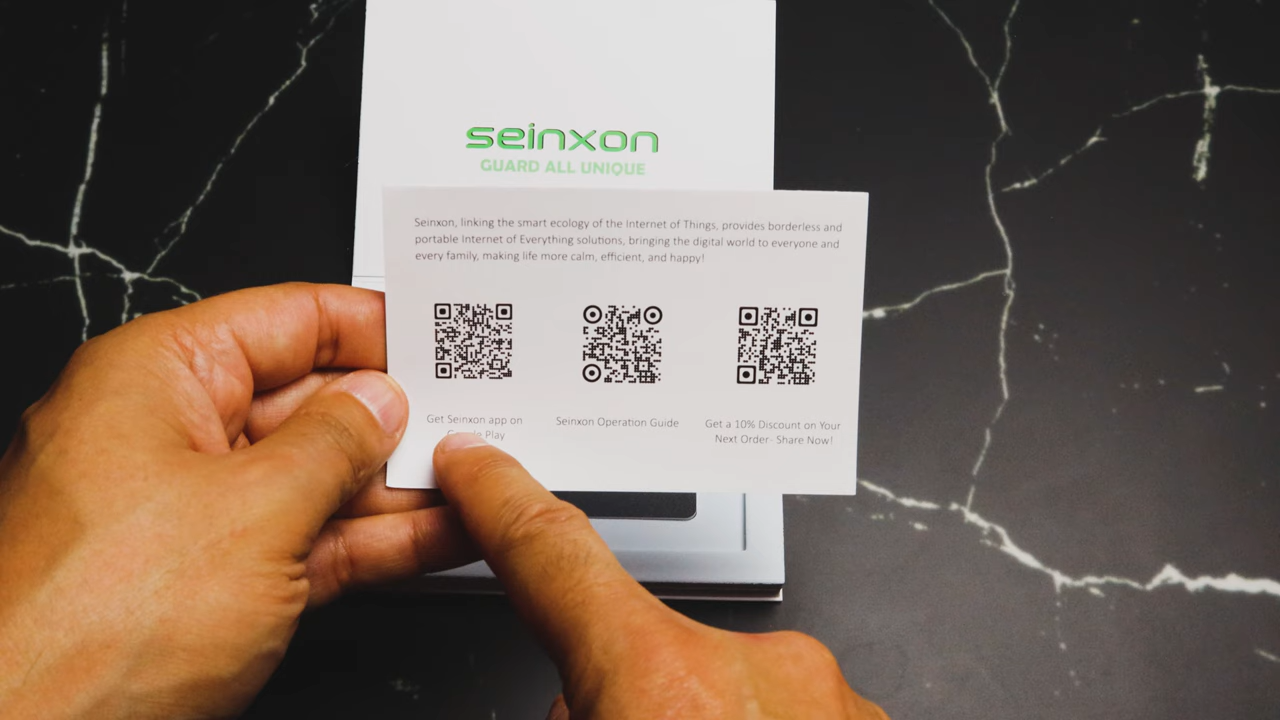 seinxon
GUARD ALL UNIQUE
Seinxon, linking the smart ecology of the Internet of Things, provides borderless and
portable Internet of Everything solutions, bringing the digital world to everyone and
every family, making life more calm, efficient, and happy!
Get Seinxon app on
Play
Seinxon Operation Guide
Get a 10% Discount on Your
Next Order- Share Now!